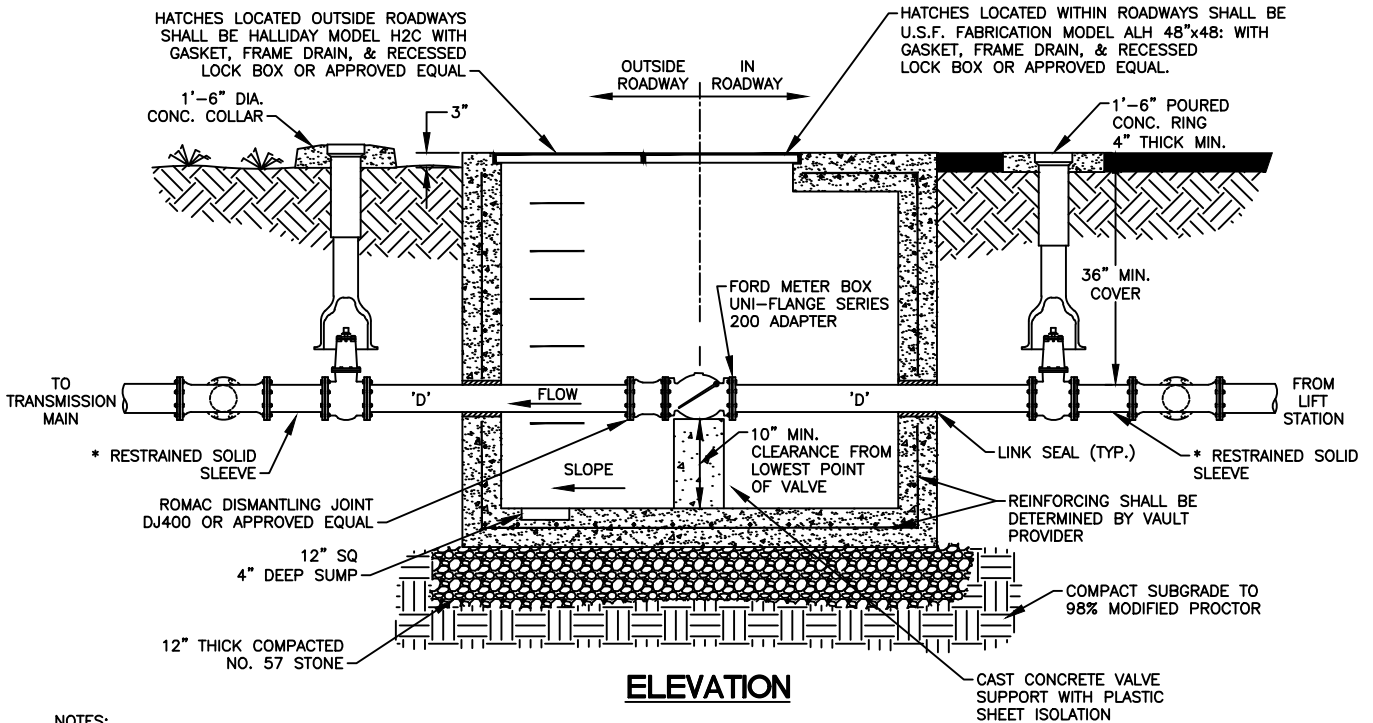 HATCHES LOCATED OUTSIDE ROADWAYS
SHALL BE HALLIDAY MODEL H2C WITH
GASKET, FRAME DRAIN, & RECESSED
LOCK BOX OR APPROVED EQUAL
HATCHES LOCATED WITHIN ROADWAYS SHALL BE
U.S.F. FABRICATION MODEL ALH 48"x48: WITH
GASKET, FRAME DRAIN, & RECESSED
LOCK BOX OR APPROVED EQUAL.
OUTSIDE
ROADWAY
IN
ROADWAY
1'-6" DIA.
CONC. COLLAR
3"
1'-6" POURED
CONC. RING
4" THICK MIN.
36" MIN.
COVER
FORD METER BOX
UNI-FLANGE SERIES
200 ADAPTER
TO
TRANSMISSION
MAIN
'D'
FLOW
'D'
FROM
LIFT
STATION
* RESTRAINED SOLID
SLEEVE
SLOPE
10" MIN.
CLEARANCE FROM
LOWEST POINT
OF VALVE
LINK SEAL (TYP.)
* RESTRAINED SOLID
SLEEVE
ROMAC DISMANTLING JOINT
DJ400 OR APPROVED EQUAL
REINFORCING SHALL BE
DETERMINED BY VAULT
PROVIDER
12" SQ
4" DEEP SUMP
COMPACT SUBGRADE TO
98% MODIFIED PROCTOR
12" THICK COMPACTED
NO. 57 STONE
ELEVATION
CAST CONCRETE VALVE
SUPPORT WITH PLASTIC
SHEET ISOLATION
NOTES: